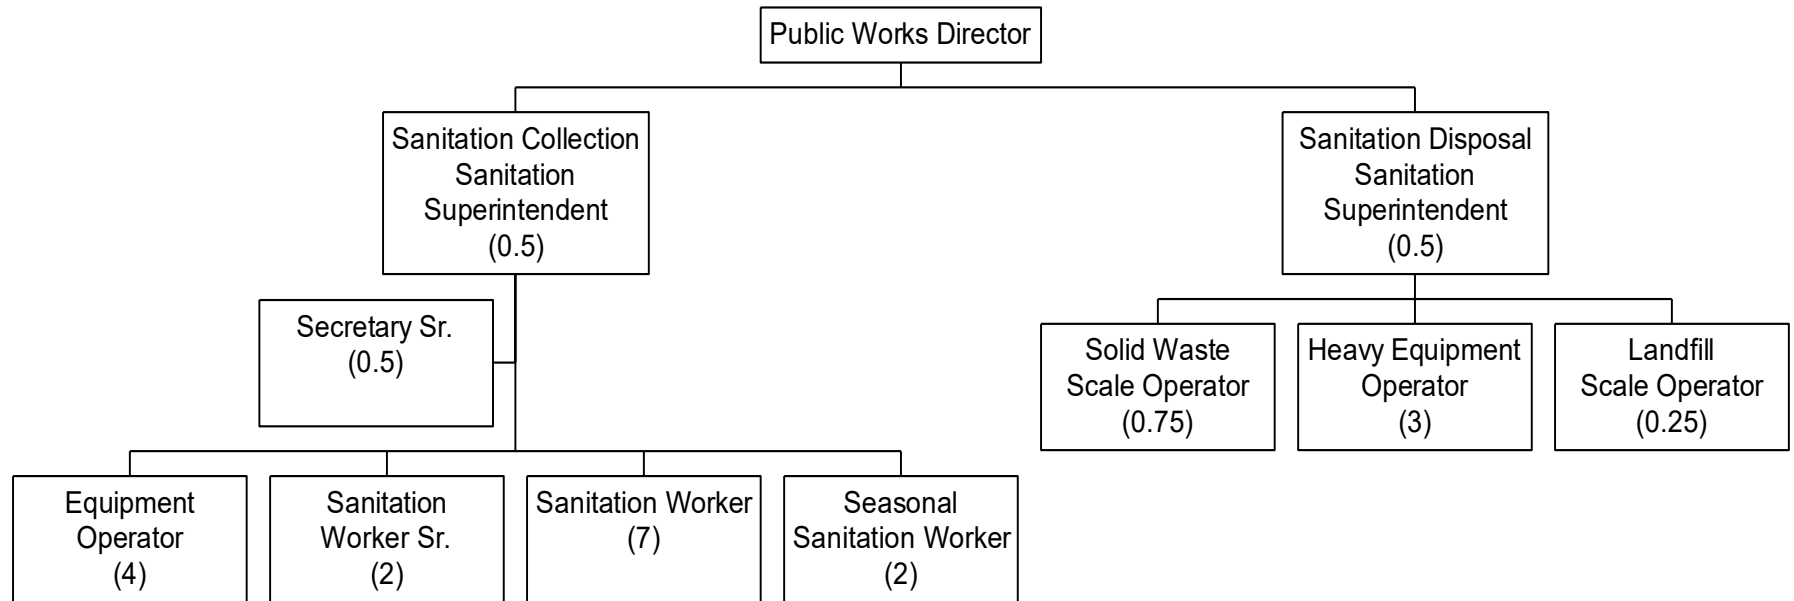 Public Works Director
Sanitation Collection
Sanitation
Superintendent
(0.5)
Sanitation Disposal
Sanitation
Superintendent
(0.5)
Secretary Sr.
(0.5)
Solid Waste
Scale Operator
(0.75)
Heavy Equipment
Operator
(3)
Landfill
Scale Operator
(0.25)
Equipment
Operator
(4)
Sanitation
Worker Sr.
(2)
Sanitation Worker
(7)
Seasonal
Sanitation Worker
(2)